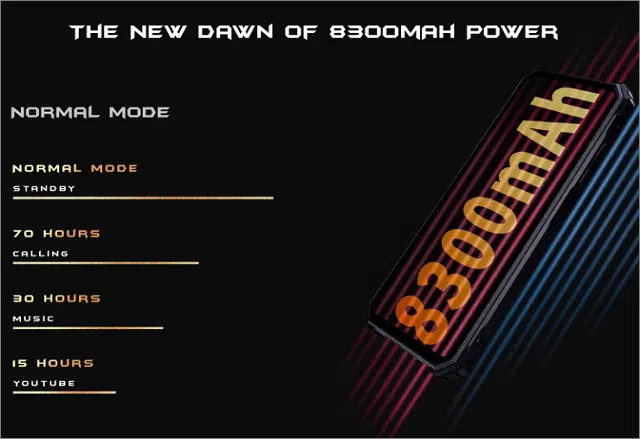 THE NEW DAWN OF 8300MAH POWER
NORMAL MODE
NORMAL MODE
STANDBY
70 HOURS
CALLING
30 HOURS
MUSIC
15 HOURS
YOUTUBE
8300mAh